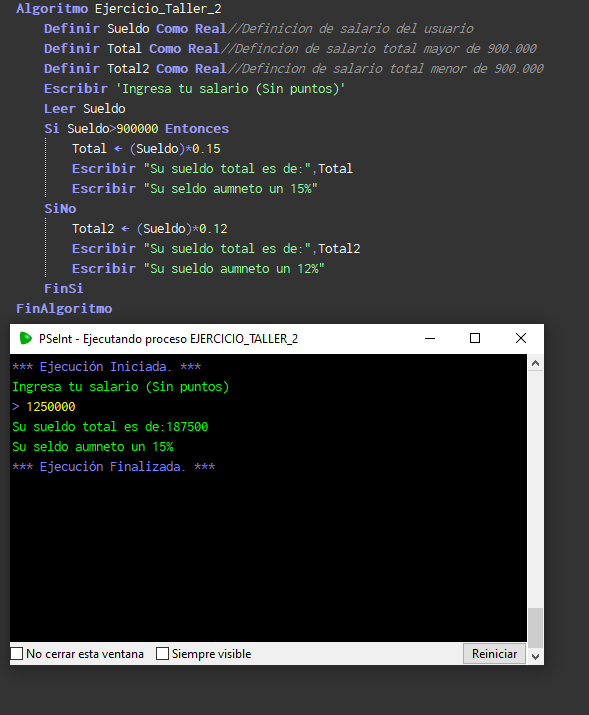 Algoritmo Ejercicio_Taller_2
Definir Sueldo Como Real//Definicion de salario del usuario
Definir Total Como Real//Definicion de salario total mayor de 900.000
Definir Total2 Como Real//Defincion de salario total menor de 900.000
Escribir 'Ingresa tu salario (Sin puntos)'
Leer Sueldo
Si Sueldo>900000 Entonces
Total ← (Sueldo)*0.15
Escribir "Su sueldo total es de:",Total
Escribir "Su seldo aumneto un 15%"
SiNo
Total2 ← (Sueldo)*0.12
Escribir "Su sueldo total es de:",Total2
Escribir "Su sueldo aumneto un 12%"
FinSi
FinAlgoritmo
PSeInt - Ejecutando proceso EJERCICIO_TALLER_2
*** Ejecución Iniciada. ***
Ingresa tu salario (Sin puntos)
> 1250000
Su sueldo total es de:187500
Su seldo aumneto un 15%
*** Ejecución Finalizada. ***
No cerrar esta ventana Siempre visible Reiniciar